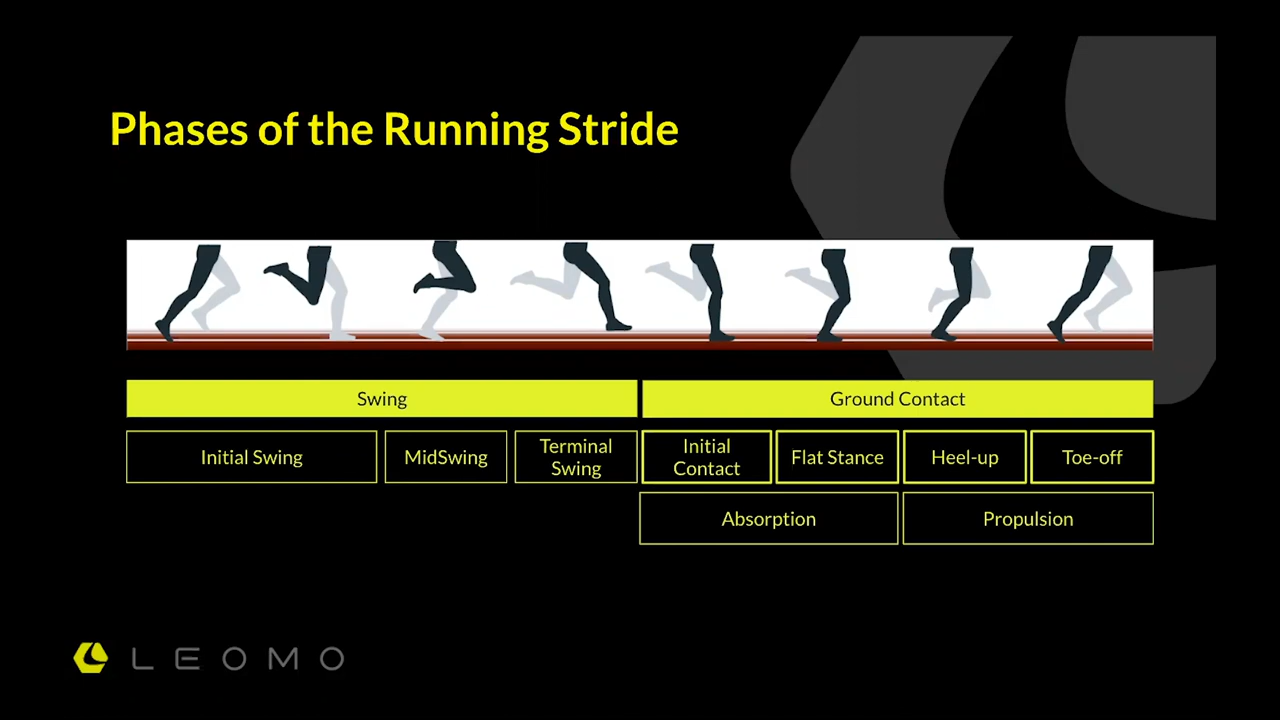 Phases of the Running Stride
Swing
Ground Contact
Initial Swing
MidSwing
Terminal
Swing
Initial
Contact
Flat Stance
Heel-up
Toe-off
Absorption
Propulsion
LEOMO